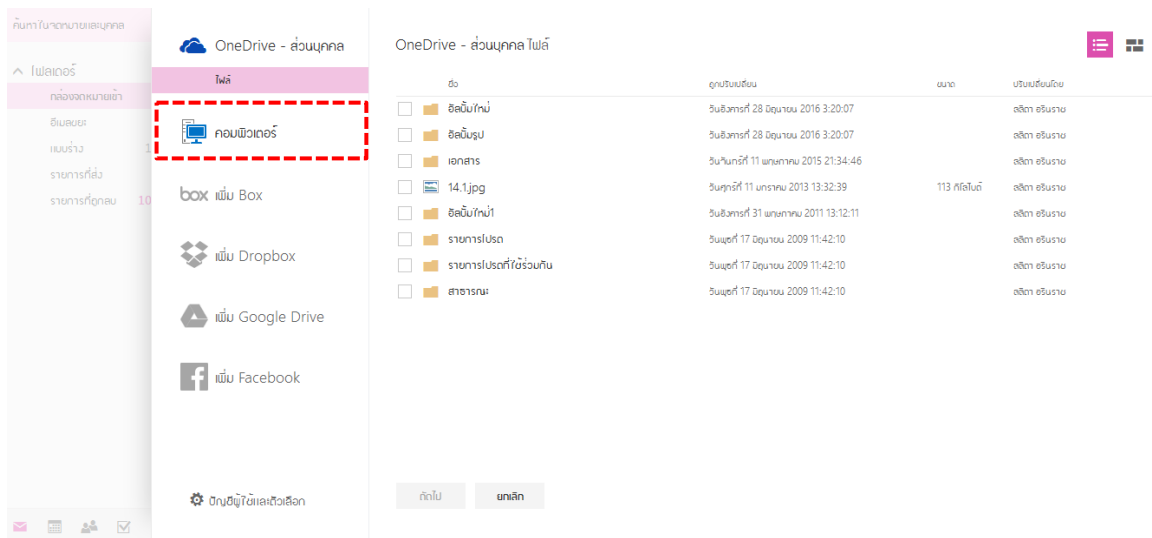 ค้นหาในจดหมายและบุคคล
โฟลเดอร์
กล่องจดหมายเข้า
อีเมลขยะ
แบบร่าง 1
รายการที่ส่ง
รายการที่ถูกลบ 10
OneDrive - ส่วนบุคคล
ไฟล์
คอมพิวเตอร์
box เพิ่ม Box
เพิ่ม Dropbox
เพิ่ม Google Drive
เพิ่ม Facebook
บัญชีผู้ใช้และตัวเลือก
OneDrive - ส่วนบุคคล ไฟล์
ชื่อ ถูกปรับเปลี่ยน ขนาด ปรับเปลี่ยนโดย
อัลบั้มใหม่ วันอังคารที่ 28 มิถุนายน 2016 3:20:07 ลลิตา อรินราย
อัลบั้มรูป วันอังคารที่ 28 มิถุนายน 2016 3:20:07 ลลิตา อรินราย
เอกสาร วันจันทร์ที่ 11 พฤษภาคม 2015 21:34:46 ลลิตา อรินราย
14.1.jpg วันศุกร์ที่ 11 มกราคม 2013 13:32:39 113 กิโลไบต์ ลลิตา อรินราย
อัลบั้มใหม่1 วันอังคารที่ 31 พฤษภาคม 2011 13:12:11 ลลิตา อรินราย
รายการโปรด วันพุธที่ 17 มิถุนายน 2009 11:42:10 ลลิตา อรินราย
รายการโปรดที่ใช้ร่วมกัน วันพุธที่ 17 มิถุนายน 2009 11:42:10 ลลิตา อรินราย
สาธารณะ วันพุธที่ 17 มิถุนายน 2009 11:42:10 ลลิตา อรินราย
ถัดไป ยกเลิก